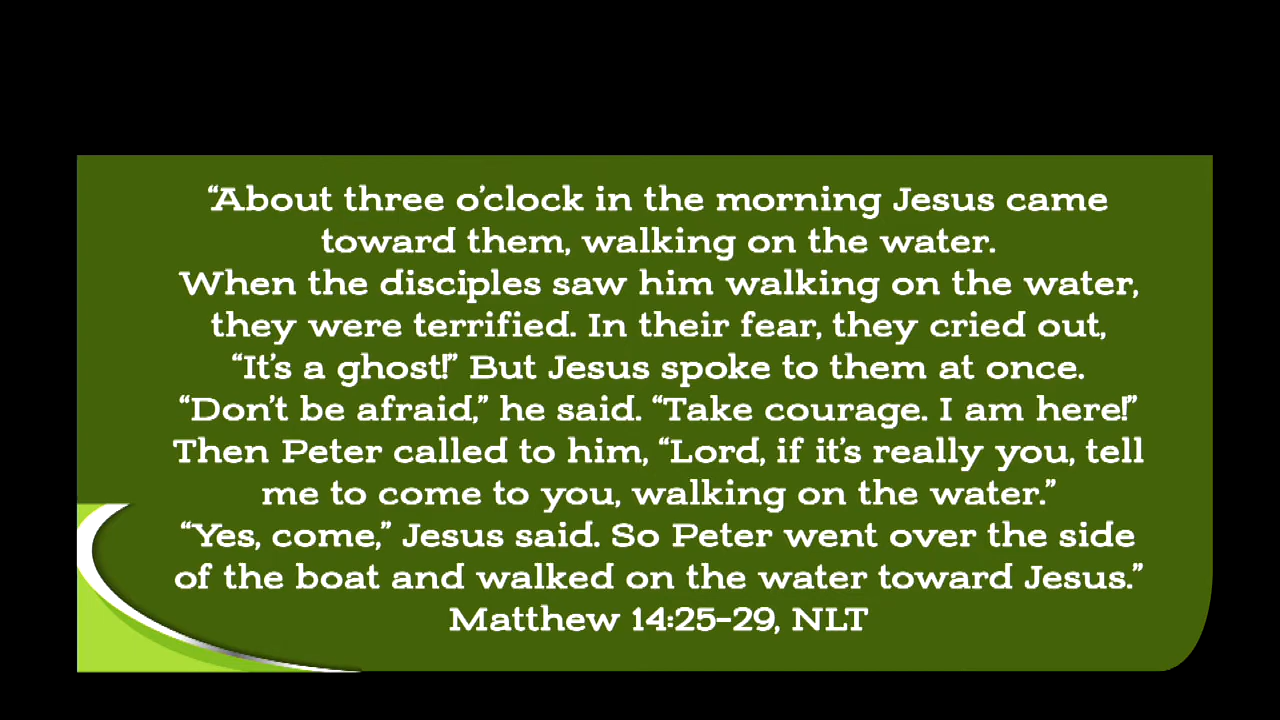 “About three o’clock in the morning Jesus came
toward them, walking on the water.
When the disciples saw him walking on the water,
they were terrified. In their fear, they cried out,
“It’s a ghost!” But Jesus spoke to them at once.
“Don’t be afraid,” he said. “Take courage. I am here!”
Then Peter called to him, “Lord, if it’s really you, tell
me to come to you, walking on the water.”
“Yes, come,” Jesus said. So Peter went over the side
of the boat and walked on the water toward Jesus.”
Matthew 14:25-29, NLT